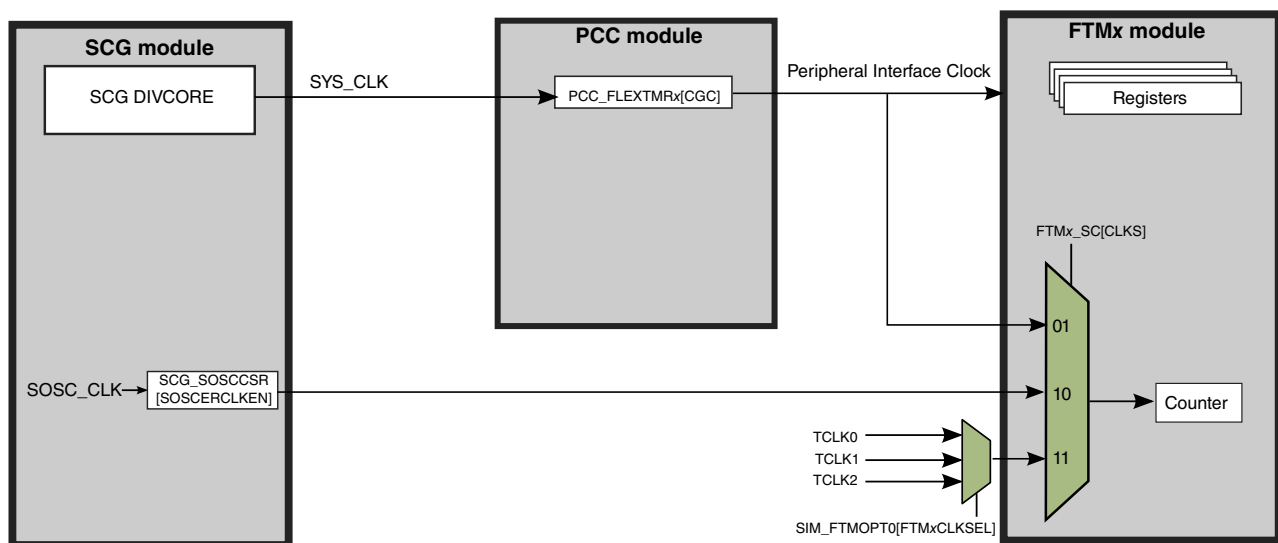 SCG module
SCG DIVCORE
SYS_CLK
PCC module
PCC_FLEXTMRx[CGC]
Peripheral Interface Clock
FTMx module
Registers
FTMx_SC[CLKS]
01
SOSC_CLK
SCG_SOSCCSR
[SOSCERCLKEN]
10
Counter
TCLK0
TCLK1
TCLK2
11
SIM_FTMOPT0[FTMxCLKSEL]